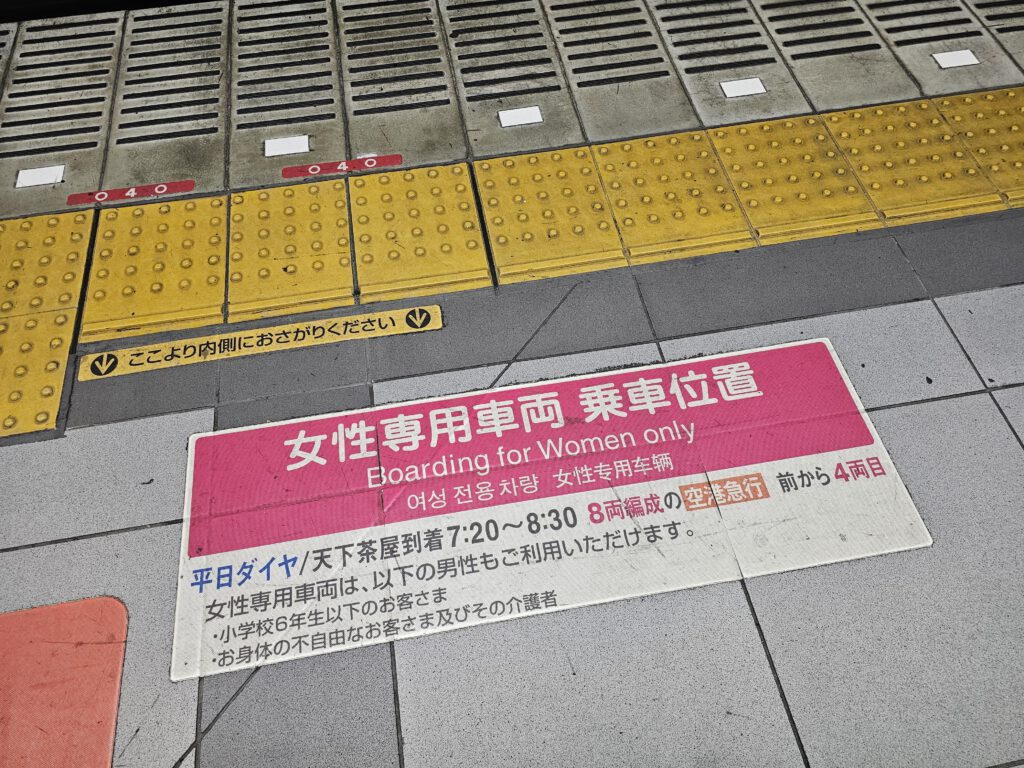 040
040
ここより内側におさがりください
女性専用車両 乗車位置
Boarding for Women only
여성 전용 차량 女性专用车辆
平日ダイヤ/天下茶屋到着7:20～8:30 8両編成の空港急行 前から4両目
女性専用車両は、以下の男性もご利用いただけます。
・小学校6年生以下のお客さま
・お身体の不自由なお客さま及びその介護者